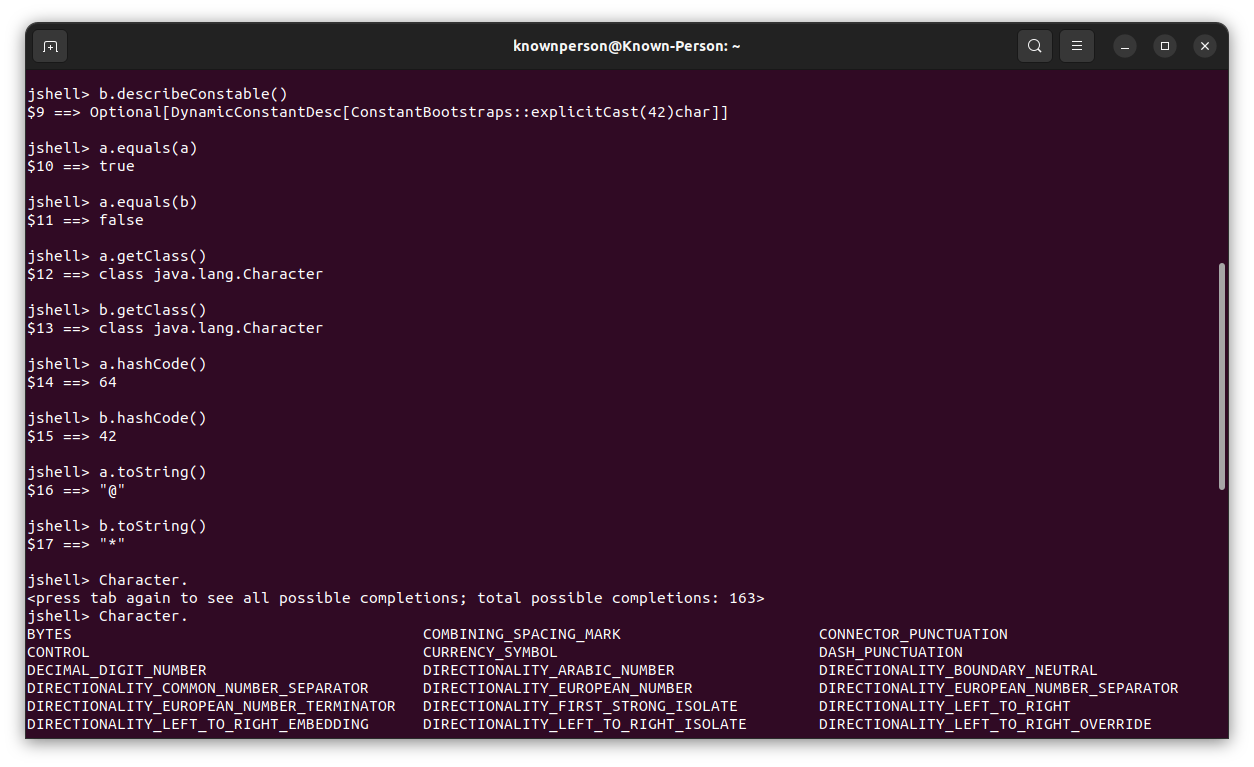 knownperson@Known-Person: ~
jshell> b.describeConstable()
$9 ==> Optional[DynamicConstantDesc[ConstantBootstraps::explicitCast(42)char]]
jshell> a.equals(a)
$10 ==> true
jshell> a.equals(b)
$11 ==> false
jshell> a.getClass()
$12 ==> class java.lang.Character
jshell> b.getClass()
$13 ==> class java.lang.Character
jshell> a.hashCode()
$14 ==> 64
jshell> b.hashCode()
$15 ==> 42
jshell> a.toString()
$16 ==> "@"
jshell> b.toString()
$17 ==> "*"
jshell> Character.
<press tab again to see all possible completions; total possible completions: 163>
jshell> Character.
BYTES COMBINING_SPACING_MARK CONNECTOR_PUNCTUATION
CONTROL CURRENCY_SYMBOL DASH_PUNCTUATION
DECIMAL_DIGIT_NUMBER DIRECTIONALITY_ARABIC_NUMBER DIRECTIONALITY_BOUNDARY_NEUTRAL
DIRECTIONALITY_COMMON_NUMBER_SEPARATOR DIRECTIONALITY_EUROPEAN_NUMBER DIRECTIONALITY_EUROPEAN_NUMBER_SEPARATOR
DIRECTIONALITY_EUROPEAN_NUMBER_TERMINATOR DIRECTIONALITY_FIRST_STRONG_ISOLATE DIRECTIONALITY_LEFT_TO_RIGHT
DIRECTIONALITY_LEFT_TO_RIGHT_EMBEDDING DIRECTIONALITY_LEFT_TO_RIGHT_ISOLATE DIRECTIONALITY_LEFT_TO_RIGHT_OVERRIDE